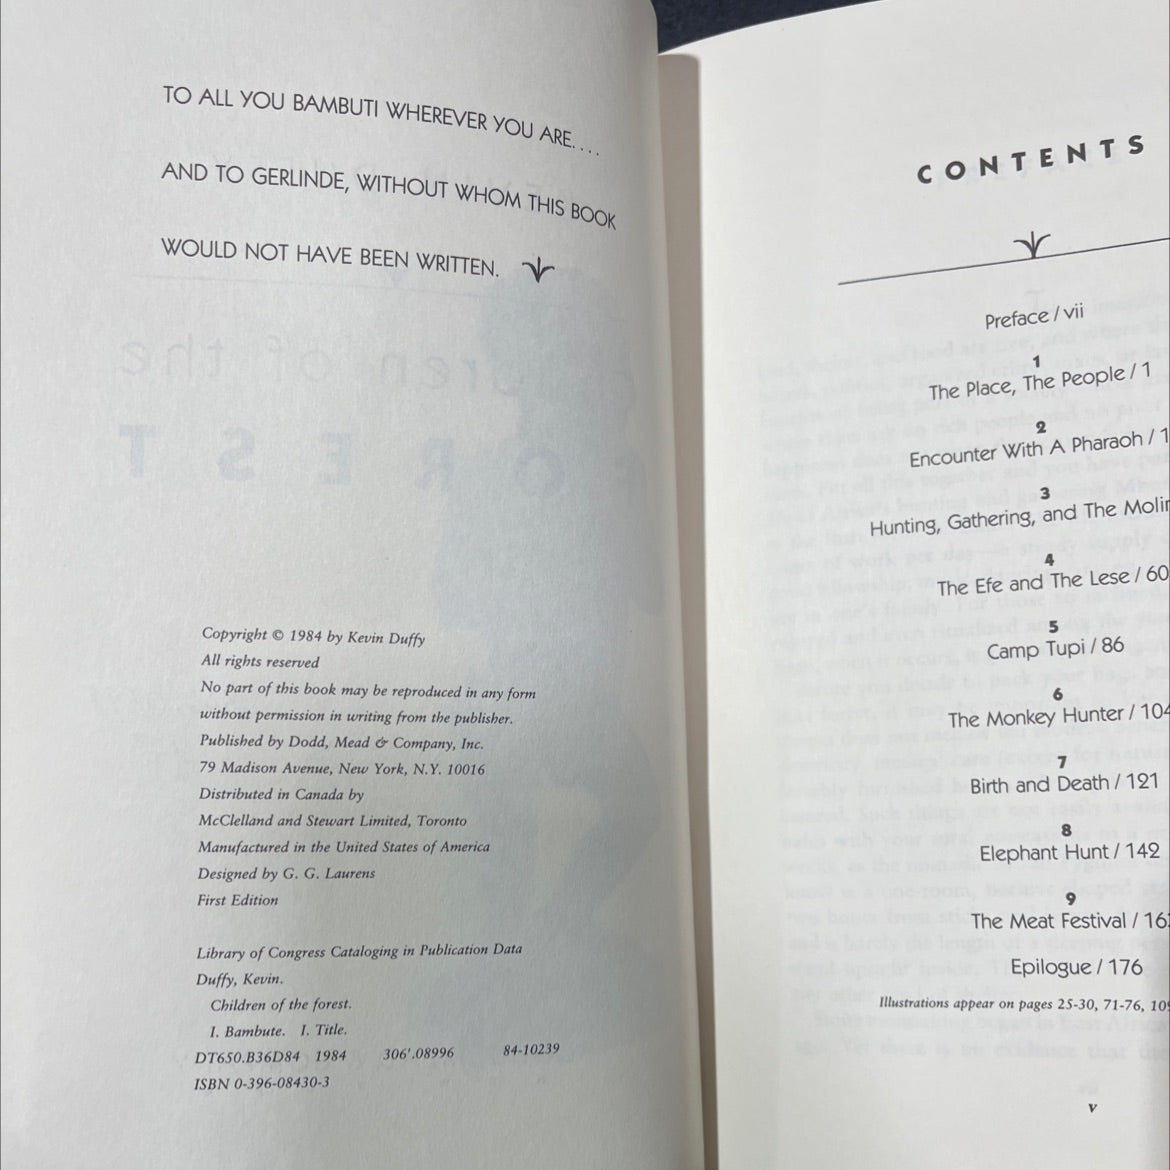 TO ALL YOU BAMBUTI WHEREVER YOU ARE. . . .
AND TO GERLINDE, WITHOUT WHOM THIS BOOK
WOULD NOT HAVE BEEN WRITTEN.
Copyright © 1984 by Kevin Duffy
All rights reserved
No part of this book may be reproduced in any form
without permission in writing from the publisher.
Published by Dodd, Mead & Company, Inc.
79 Madison Avenue, New York, N.Y. 10016
Distributed in Canada by
McClelland and Stewart Limited, Toronto
Manufactured in the United States of America
Designed by G. G. Laurens
First Edition
Library of Congress Cataloging in Publication Data
Duffy, Kevin.
Children of the forest.
I. Bambute. I. Title.
DT650.B36D84 1984 306'.08996 84-10239
ISBN 0-396-08430-3
CONTENTS
Preface / vii
1
The Place, The People / 1
2
Encounter With A Pharaoh /
3
Hunting, Gathering, and The
4
The Efe and The Lese / 60
5
Camp Tupi / 86
6
The Monkey Hunter / 104
7
Birth and Death / 121
8
Elephant Hunt / 142
9
The Meat Festival /
Epilogue / 176
Illustrations appear on pages 25-30, 71-76,
v